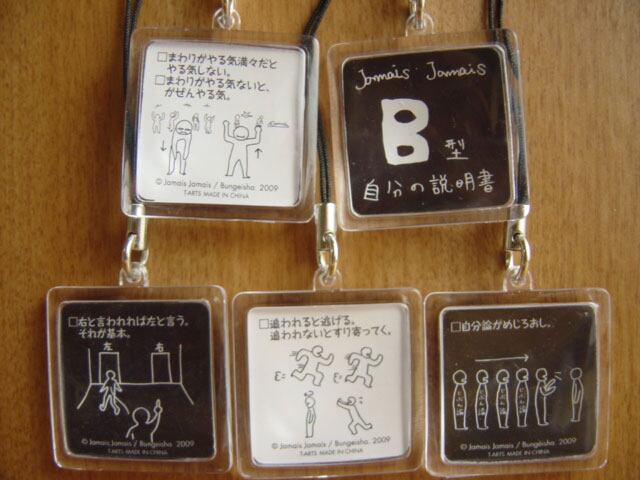 □まわりがやる気満々だと
やる気しない。
□まわりがやる気ないと、
がぜんやる気。
© Jamais Jamais / Bungeisha. 2009
T-ARTS MADE IN CHINA
Jamais Jamais
B型
自分の説明書
□右と言われれば左と言う。
それが基本。
左 右
© Jamais Jamais / Bungeisha. 2009
T-ARTS MADE IN CHINA
□追われると逃げる。
追われないとすり寄ってく。
© Jamais Jamais / Bungeisha. 2009
T-ARTS MADE IN CHINA
□自分論がめじろおし。
© Jamais Jamais / Bungeisha. 2009
T-ARTS MADE IN CHINA